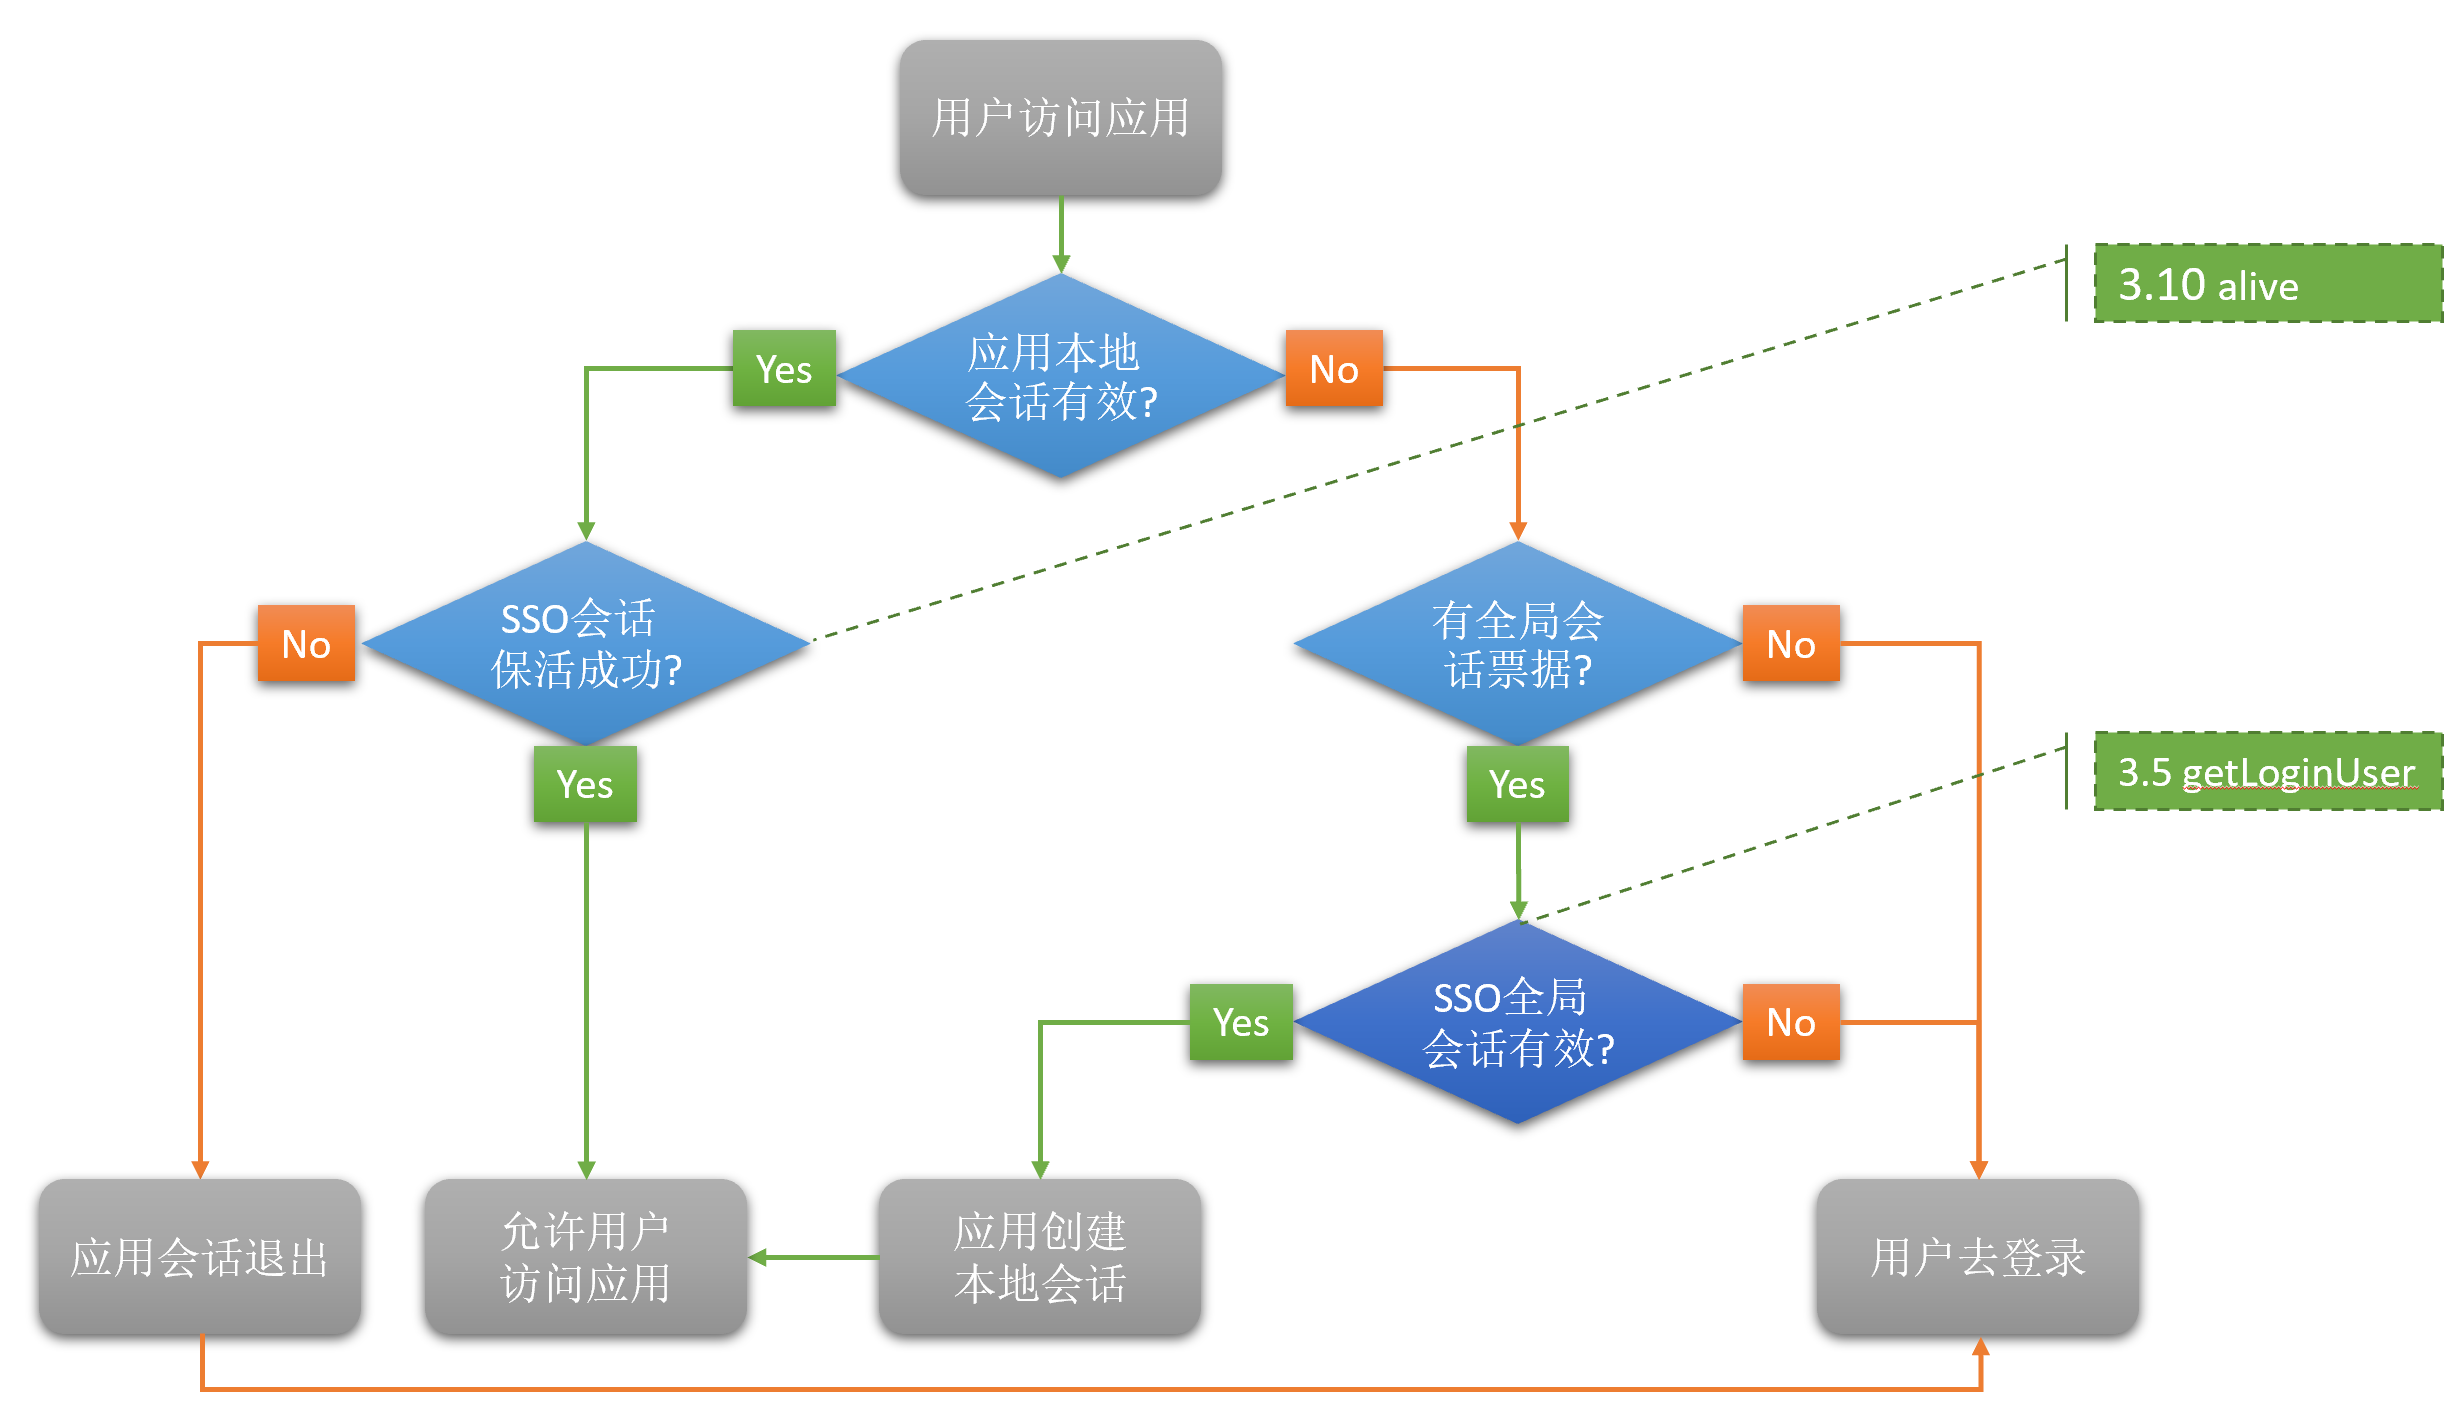 用户访问应用
3.10 alive
应用本地
会话有效?
Yes
No
SSO会话
保活成功?
No
Yes
有全局会
话票据?
No
Yes
3.5 getLoginUser
SSO全局
会话有效?
Yes
No
应用会话退出
允许用户
访问应用
应用创建
本地会话
用户去登录